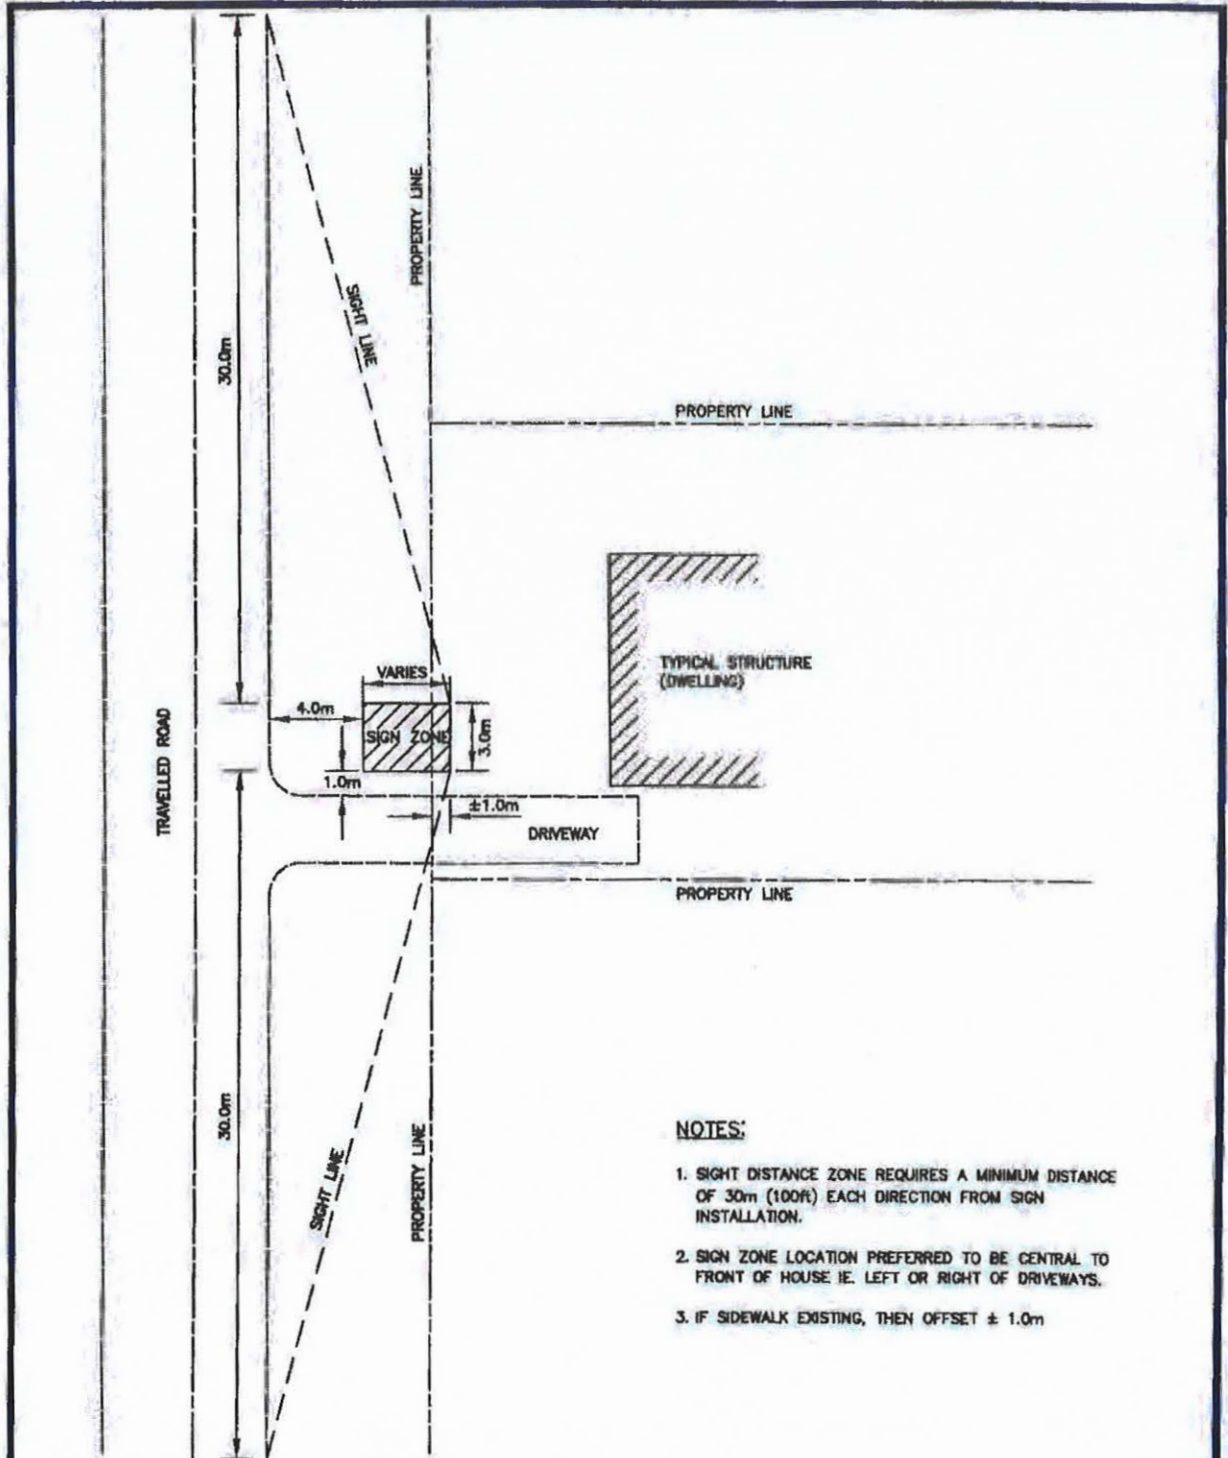 PROPERTY LINE
SIGHT LINE
30.0m
PROPERTY LINE
TYPICAL STRUCTURE
(DWELLING)
VARIES
4.0m
SIGN ZONE
3.0m
TRAVELLED ROAD
1.0m
±1.0m
DRIVEWAY
PROPERTY LINE
30.0m
SIGHT LINE
PROPERTY LINE
NOTES:
1. SIGHT DISTANCE ZONE REQUIRES A MINIMUM DISTANCE
OF 30m (100ft) EACH DIRECTION FROM SIGN
INSTALLATION.
2. SIGN ZONE LOCATION PREFERRED TO BE CENTRAL TO
FRONT OF HOUSE IE. LEFT OR RIGHT OF DRIVEWAYS.
3. IF SIDEWALK EXISTING, THEN OFFSET ± 1.0m